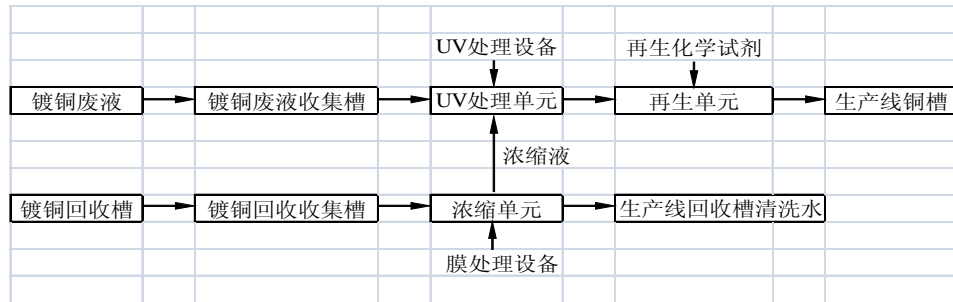 UV处理设备
再生化学试剂
镀铜废液
镀铜废液收集槽
UV处理单元
再生单元
生产线铜槽
浓缩液
镀铜回收槽
镀铜回收收集槽
浓缩单元
生产线回收槽清洗水
膜处理设备